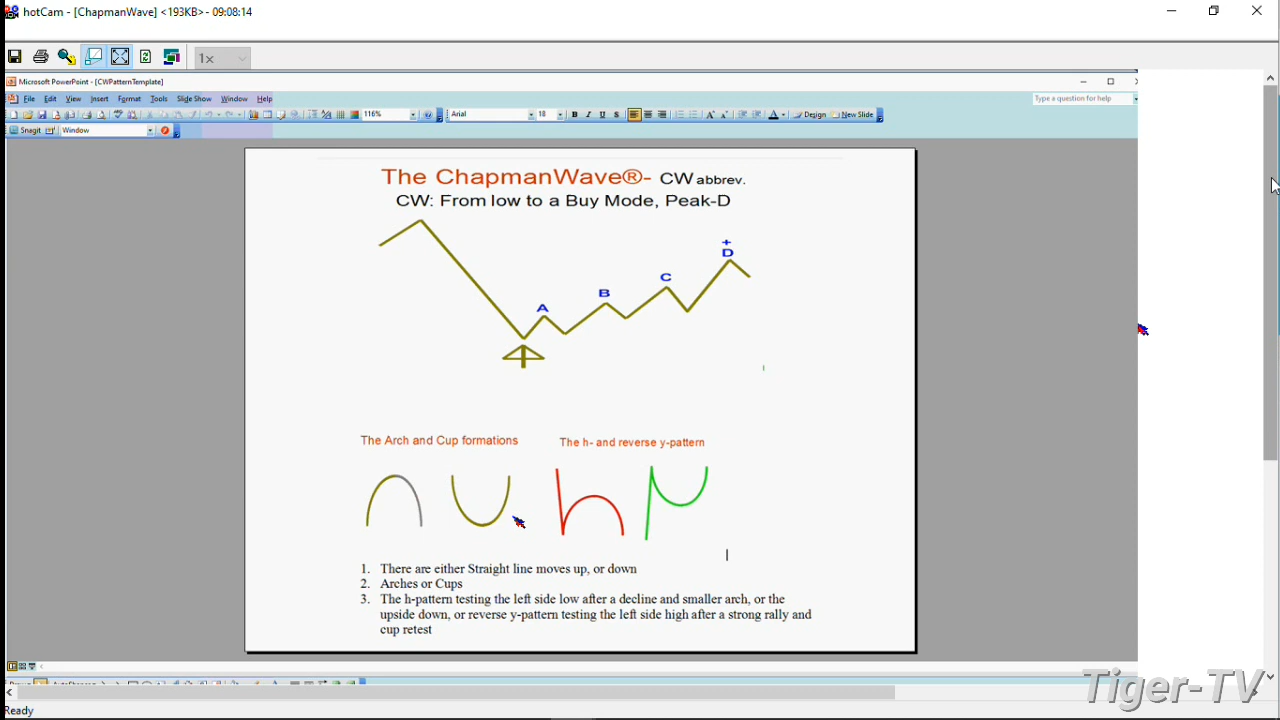 hotCam - [ChapmanWave] <193KB> - 09:08:14
1x
Microsoft PowerPoint - [CWPatternTemplate]
File Edit View Insert Format Tools Slide Show Window Help
Type a question for help
116%
Arial
18
B I U S
Design
New Slide
Snagit
Window
The ChapmanWave®- CW abbrev.
CW: From low to a Buy Mode, Peak-D
+
D
C
B
A
The Arch and Cup formations
The h- and reverse y-pattern
1. There are either Straight line moves up, or down
2. Arches or Cups
3. The h-pattern testing the left side low after a decline and smaller arch, or the
upside down, or reverse y-pattern testing the left side high after a strong rally and
cup retest
Tiger-TV
Ready